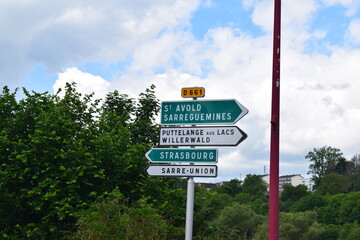 D 661
ST AVOLD
SARREGUEMINES
PUTTELANGE AUX LACS
WILLERWALD
STRASBOURG
SARRE-UNION